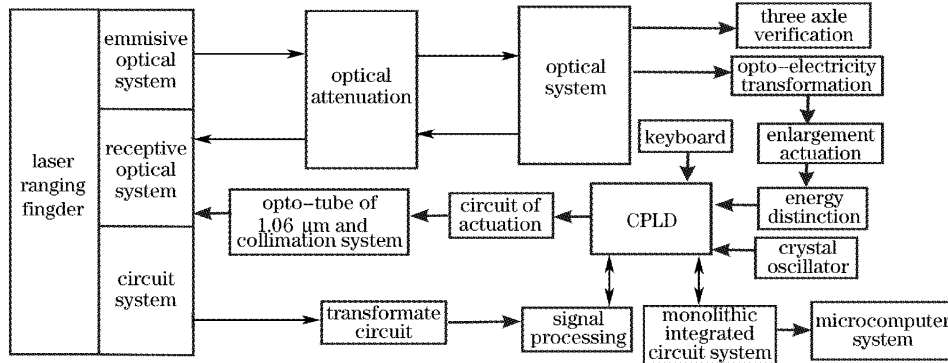 laser
ranging
fingder
emmisive
optical
system
receptive
optical
system
circuit
system
optical
attenuation
optical
system
three axle
verification
opto-electricity
transformation
enlargement
actuation
energy
distinction
crystal
oscillator
keyboard
CPLD
circuit of
actuation
opto-tube of
1.06 μm and
collimation system
transformate
circuit
signal
processing
monolithic
integrated
circuit system
microcomputer
system